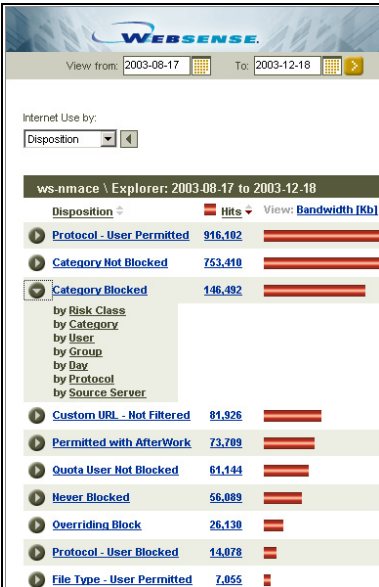 WEBSENSE.
View from: 2003-08-17 To: 2003-12-18
Internet Use by:
Disposition
ws-nmace \ Explorer: 2003-08-17 to 2003-12-18
Disposition Hits View: Bandwidth [Kb]
Protocol - User Permitted 916,102
Category Not Blocked 753,410
Category Blocked 146,492
by Risk Class
by Category
by User
by Group
by Day
by Protocol
by Source Server
Custom URL - Not Filtered 81,926
Permitted with AfterWork 73,709
Quota User Not Blocked 61,144
Never Blocked 56,089
Overriding Block 26,130
Protocol - User Blocked 14,078
File Type - User Permitted 7,055